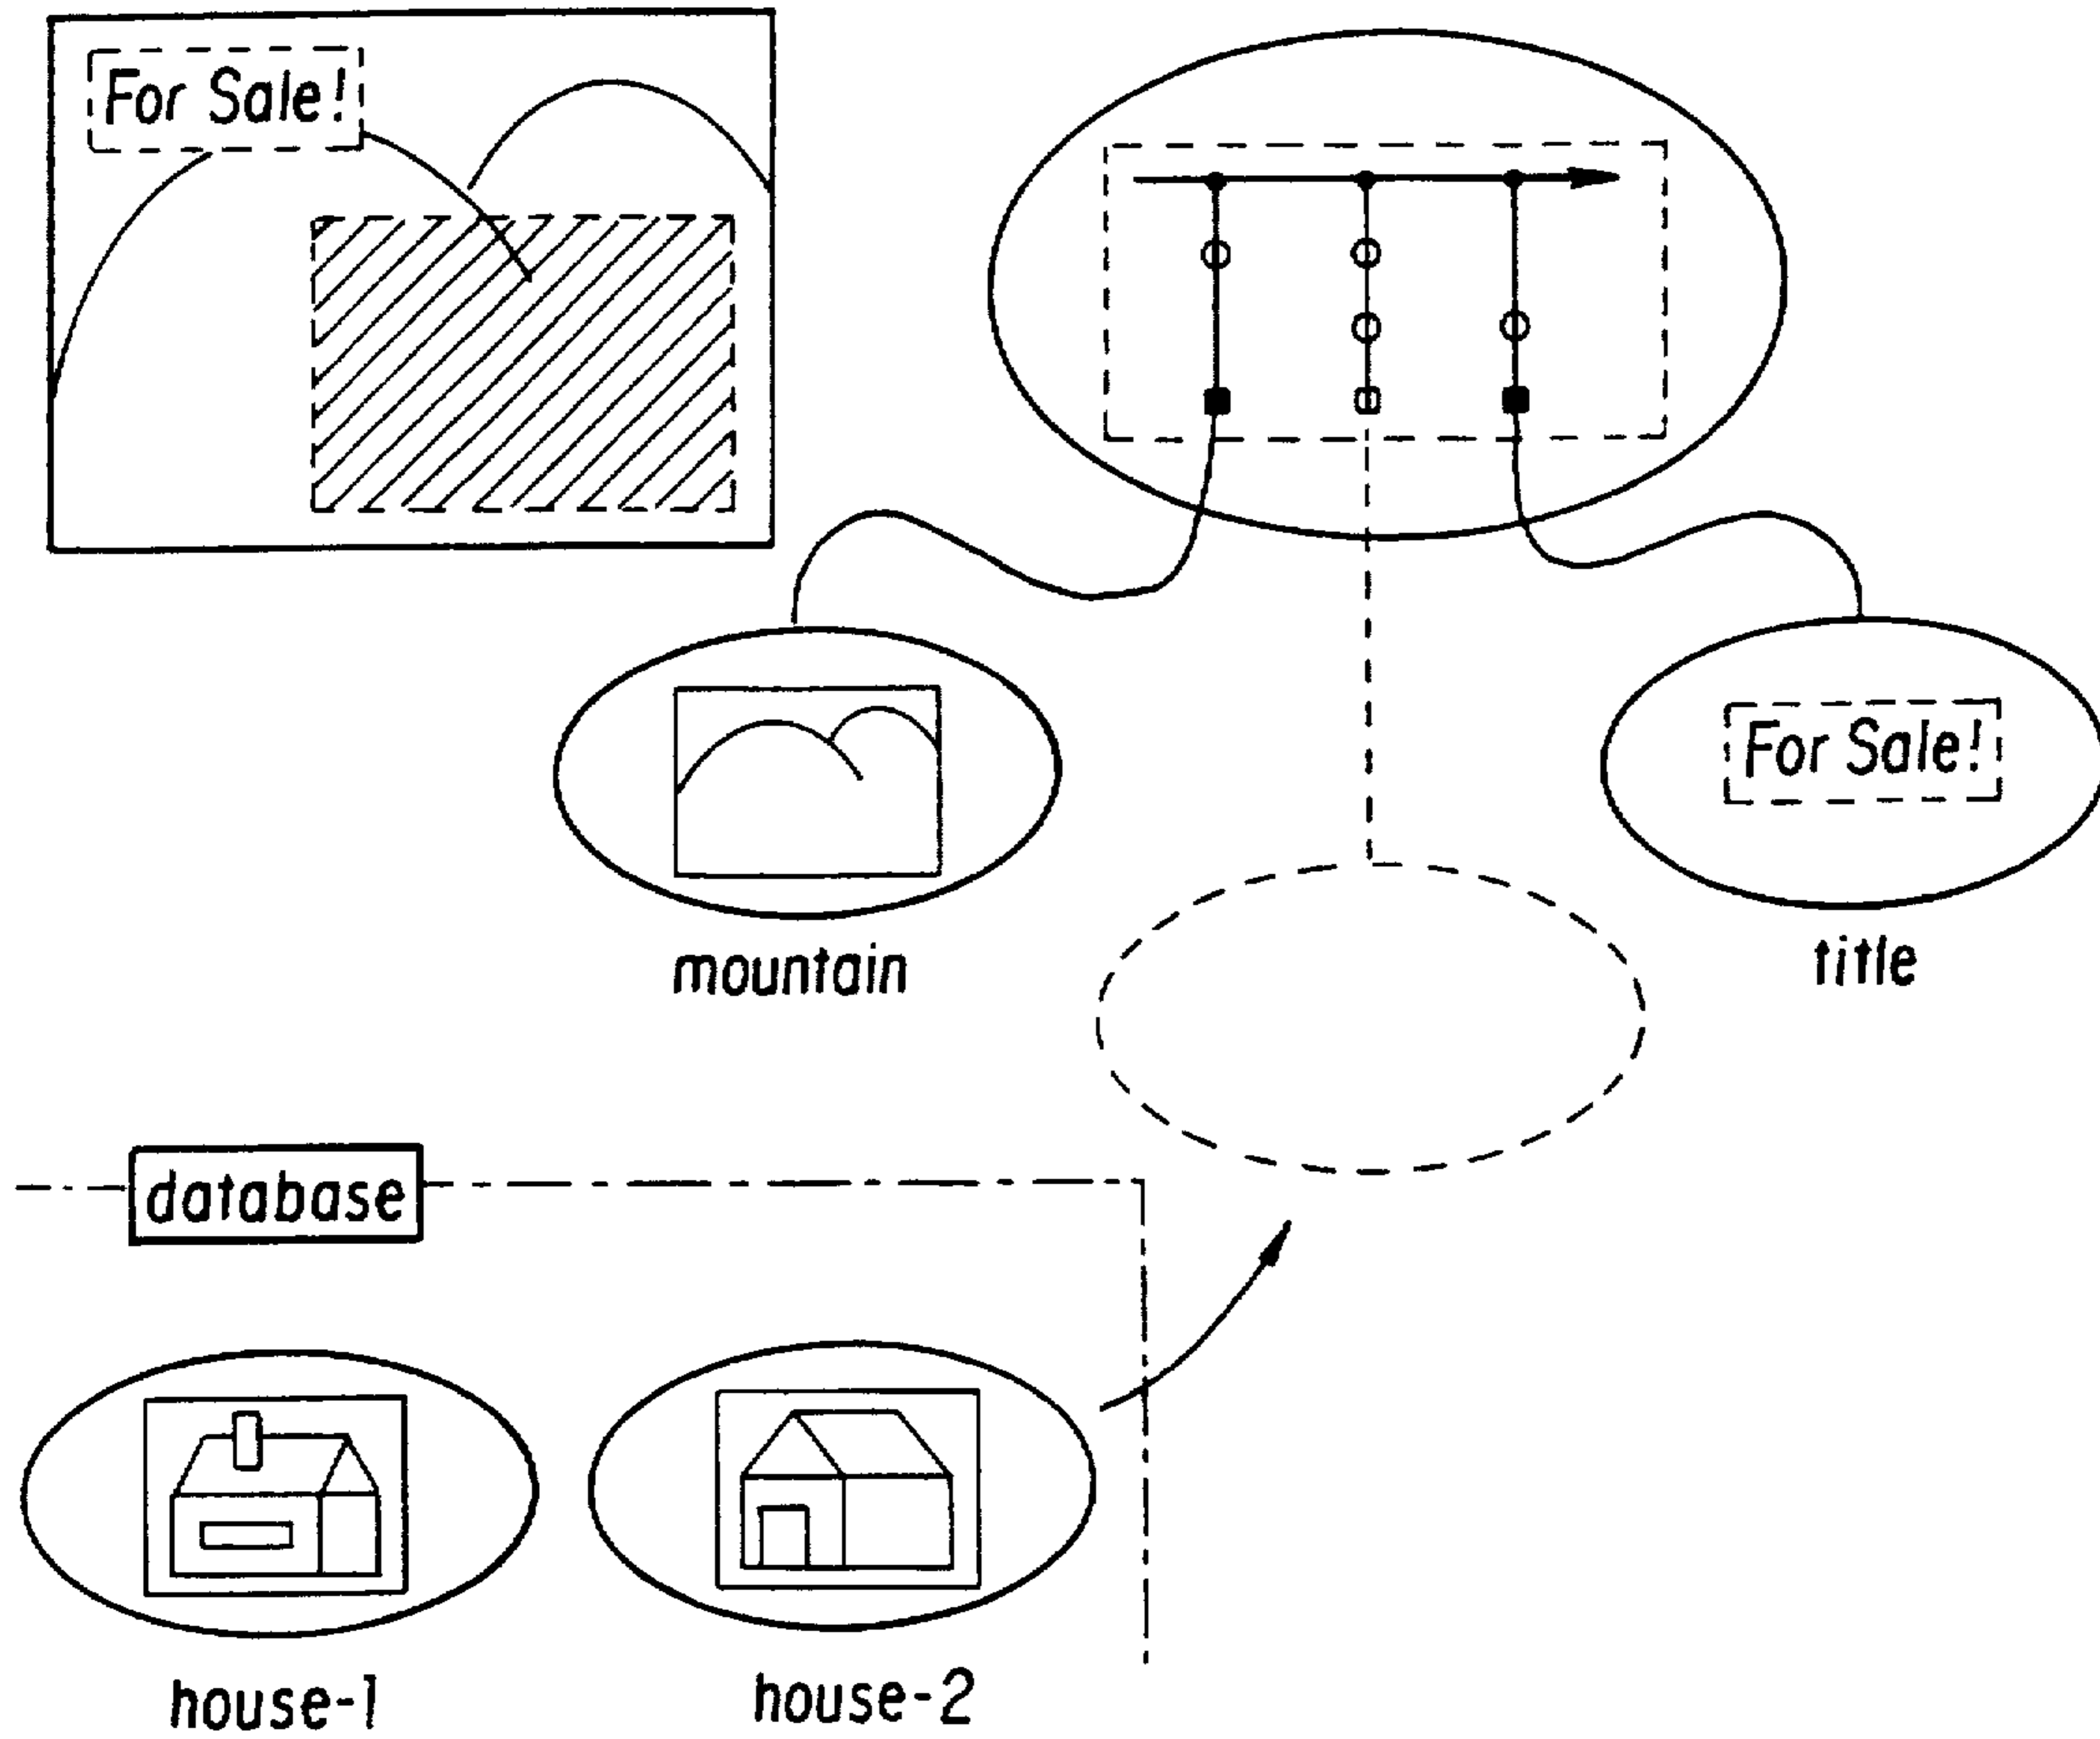 For Sale!
mountain
For Sale!
title
database
house-1
house-2